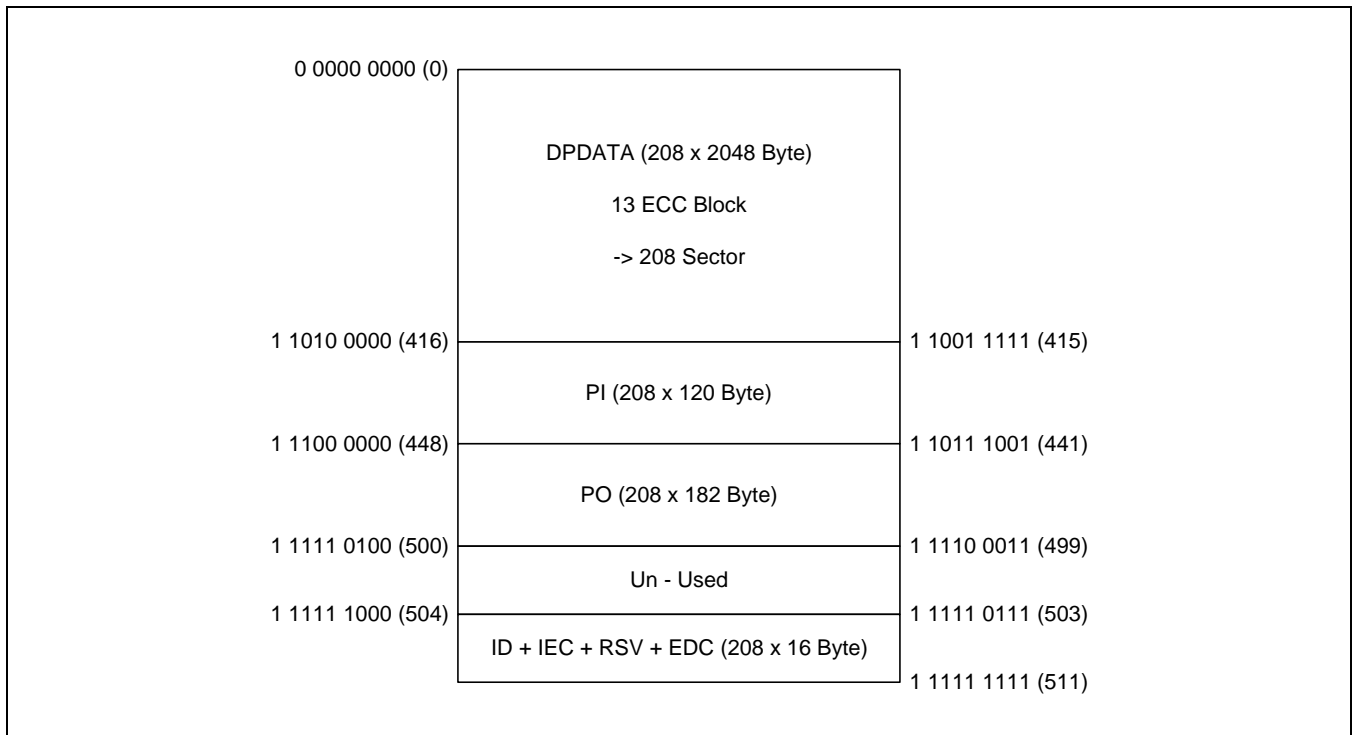 0 0000 0000 (0)
DPDATA (208 x 2048 Byte)
13 ECC Block
-> 208 Sector
1 1010 0000 (416)
1 1001 1111 (415)
PI (208 x 120 Byte)
1 1100 0000 (448)
1 1011 1001 (441)
PO (208 x 182 Byte)
1 1111 0100 (500)
1 1110 0011 (499)
Un - Used
1 1111 1000 (504)
1 1111 0111 (503)
ID + IEC + RSV + EDC (208 x 16 Byte)
1 1111 1111 (511)